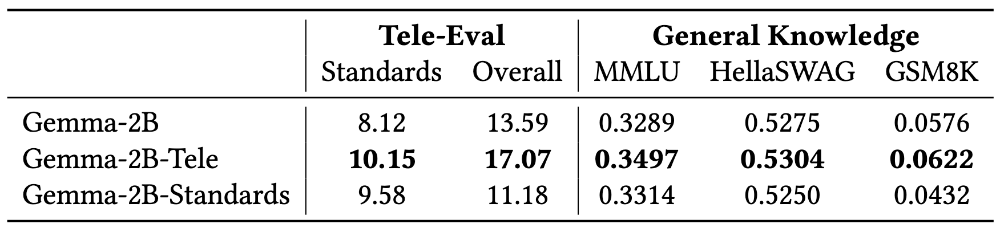 Tele-Eval General Knowledge
Standards Overall MMLU HellaSWAG GSM8K
Gemma-2B 8.12 13.59 0.3289 0.5275 0.0576
Gemma-2B-Tele 10.15 17.07 0.3497 0.5304 0.0622
Gemma-2B-Standards 9.58 11.18 0.3314 0.5250 0.0432